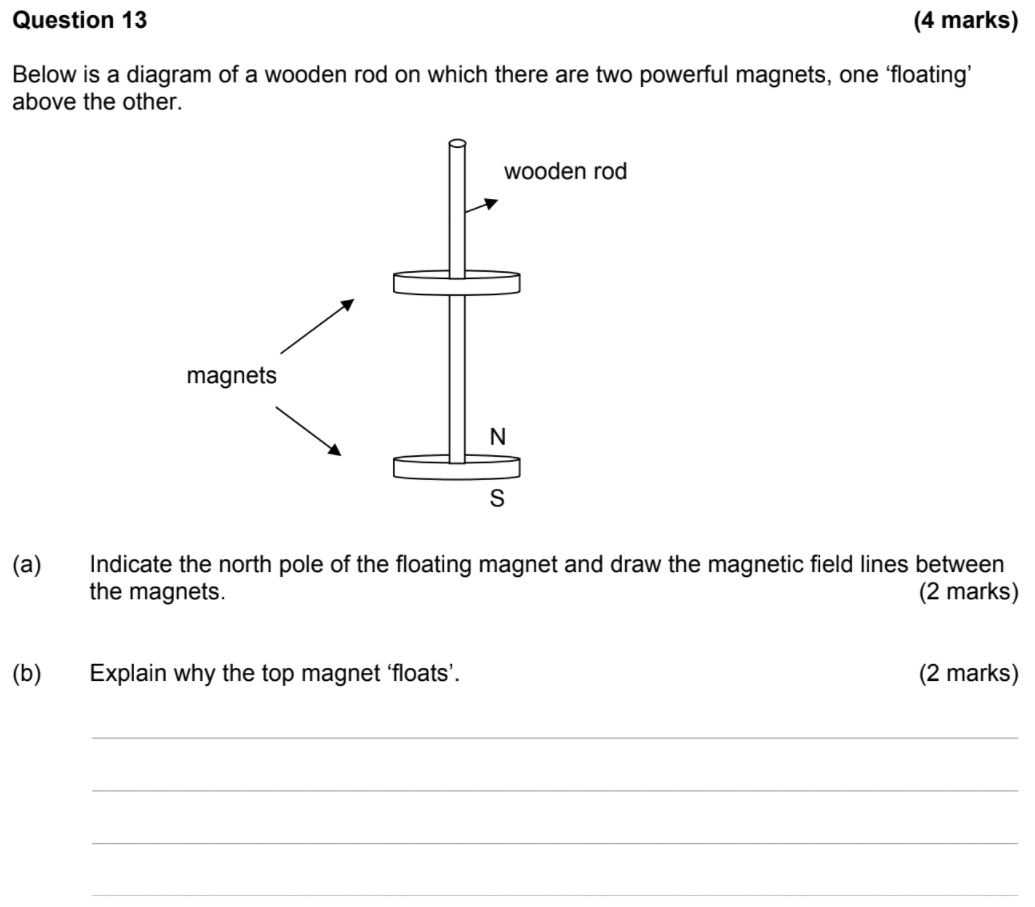 Question 13 (4 marks)
Below is a diagram of a wooden rod on which there are two powerful magnets, one ‘floating’
above the other.
wooden rod
magnets
N
S
(a) Indicate the north pole of the floating magnet and draw the magnetic field lines between
the magnets. (2 marks)
(b) Explain why the top magnet ‘floats’. (2 marks)